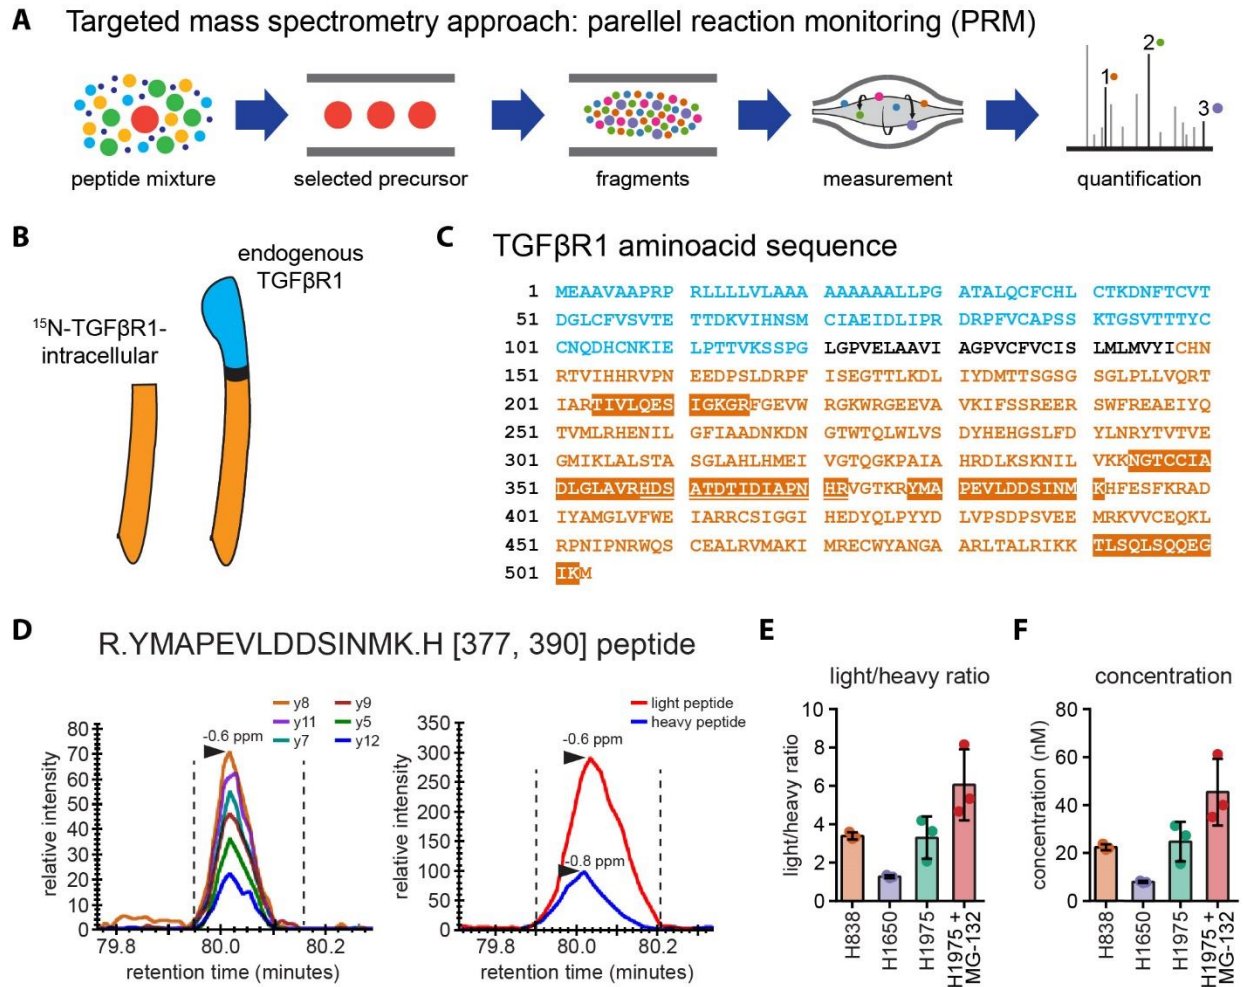 A Targeted mass spectrometry approach: parellel reaction monitoring (PRM)
1 2 3
peptide mixture selected precursor fragments measurement quantification
B
endogenous
TGFβR1
¹⁵N-TGFβR1-
intracellular
C TGFβR1 aminoacid sequence
1 MEAAVAAPRP RLLLLVLAAA AAAAAALLPG ATALQCFCHL CTKDNFTCVT
51 DGLCFVSVTE TTDKVIHNSM CIAEIDLIPR DRPFVCAPSS KTGSVTTTYC
101 CNQDHCNKIE LPTTVKSSPG LGPVELAAVI AGPVCFVCIS LMLMVYICHN
151 RTVIHHRVPN EEDPSLDRPF ISEGTTLKDL IYDMTTSGSG SGLPLLVQRT
201 IARTIVLQES IGKGRFGEVW RGKWRGEEVA VKIFSSREER SWFREAEIYQ
251 TVMLRHENIL GFIAADNKDN GTWTQLWLVS DYHEHGSLFD YLNRYTVTVE
301 GMIKLALSTA SGLAHLHMEI VGTQGKPAIA HRDLKSKNIL VKKNGTCCIA
351 DLGLAVRHDS ATDTIDIAPN HRVGTKRYMA PEVLDDSINM KHFESFKRAD
401 IYAMGLVFWE IARRCSIGGI HEDYQLPYYD LVPSDPSVEE MRKVVCEQKL
451 RPNIPNRWQS CEALRVMAKI MRECWYANGA ARLTALRIKK TLSQLSQQEG
501 IKM
D R.YMAPEVLDDSINMK.H [377, 390] peptide
y8 y9
y11 y5
y7 y12
-0.6 ppm
relative intensity
80
70
60
50
40
30
20
10
0
79.8 80.0 80.2
retention time (minutes)
light peptide
heavy peptide
-0.6 ppm
-0.8 ppm
relative intensity
350
300
250
200
150
100
50
0
79.8 80.0 80.2
retention time (minutes)
E
light/heavy ratio
light/heavy ratio
10
8
6
4
2
0
H838
H1650
H1975
H1975 +
MG-132
F
concentration
concentration (nM)
80
60
40
20
0
H838
H1650
H1975
H1975 +
MG-132